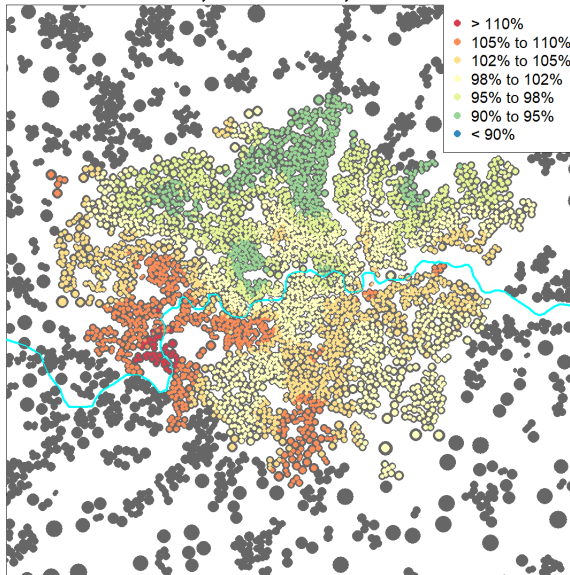 > 110%
105% to 110%
102% to 105%
98% to 102%
95% to 98%
90% to 95%
< 90%